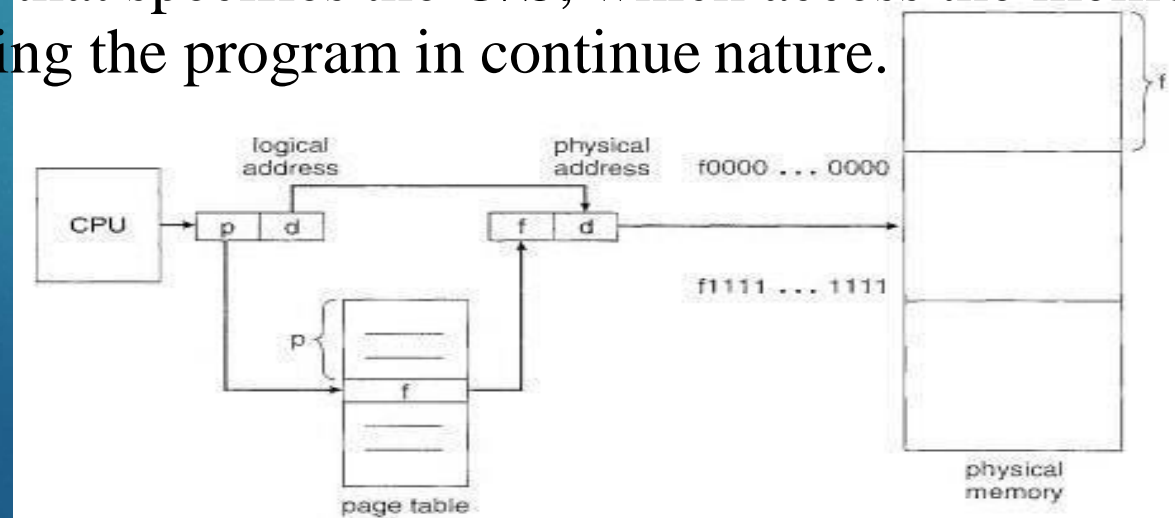 ing the program in continue nature.
f
logical
address
physical
address
f0000 ... 0000
CPU
p d
f d
f1111 ... 1111
p
f
page table
physical
memory